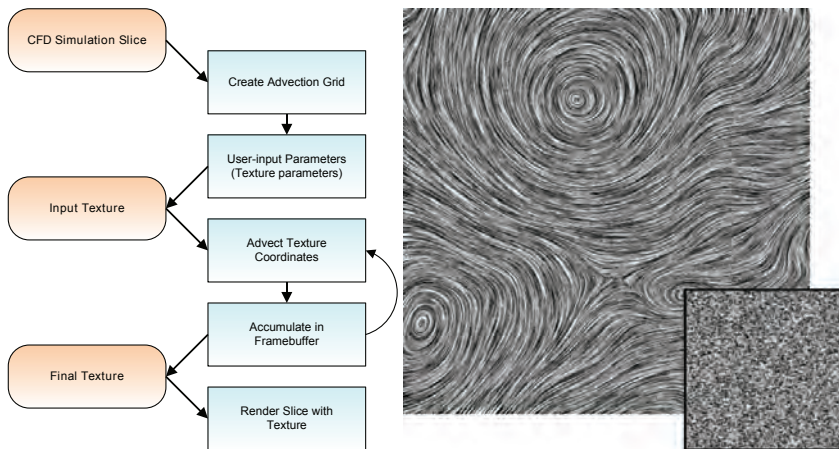 CFD Simulation Slice
Create Advection Grid
User-input Parameters
(Texture parameters)
Input Texture
Advect Texture
Coordinates
Accumulate in
Framebuffer
Final Texture
Render Slice with
Texture